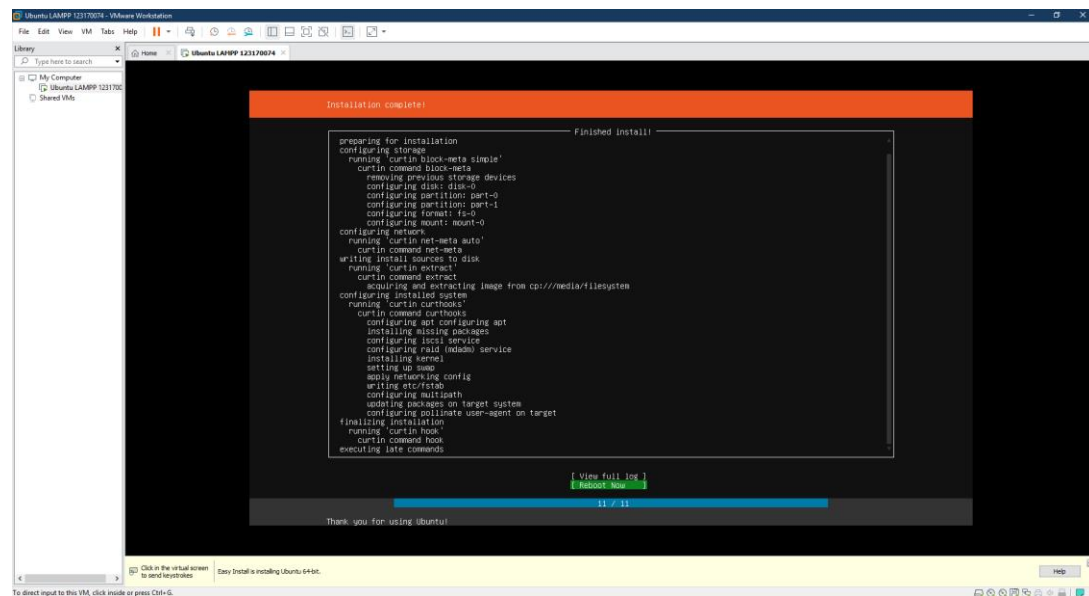 Ubuntu LAMPP 123170074 - VMware Workstation
File Edit View VM Tabs Help
Library
Type here to search
My Computer
Ubuntu LAMPP 123170
Shared VMs
Home
Ubuntu LAMPP 123170074
Installation complete!
Finished install!
preparing for installation
configuring storage
running 'curtin block-meta simple'
curtin command block-meta
removing previous storage devices
configuring disk: disk-0
configuring partition: part-0
configuring partition: part-1
configuring format: fs-0
configuring mount: mount-0
configuring network
running 'curtin net-meta auto'
curtin command net-meta
writing install sources to disk
running 'curtin extract'
curtin command extract
acquiring and extracting image from cp:///media/filesystem
configuring installed system
running 'curtin curthooks'
curtin command curthooks
configuring apt configuring apt
installing missing packages
configuring iscsi service
configuring raid (mdadm) service
installing kernel
setting up swap
apply networking config
writing etc/fstab
configuring multipath
updating packages on target system
configuring pollinate user-agent on target
finalizing installation
running 'curtin hook'
curtin command hook
executing late commands
[ View full log ]
[ Reboot Now ]
11 / 11
Thank you for using Ubuntu!
Click in the virtual screen
to send keystrokes
Easy Install is installing Ubuntu 64-bit.
Help
To direct input to this VM, click inside or press Ctrl+G.